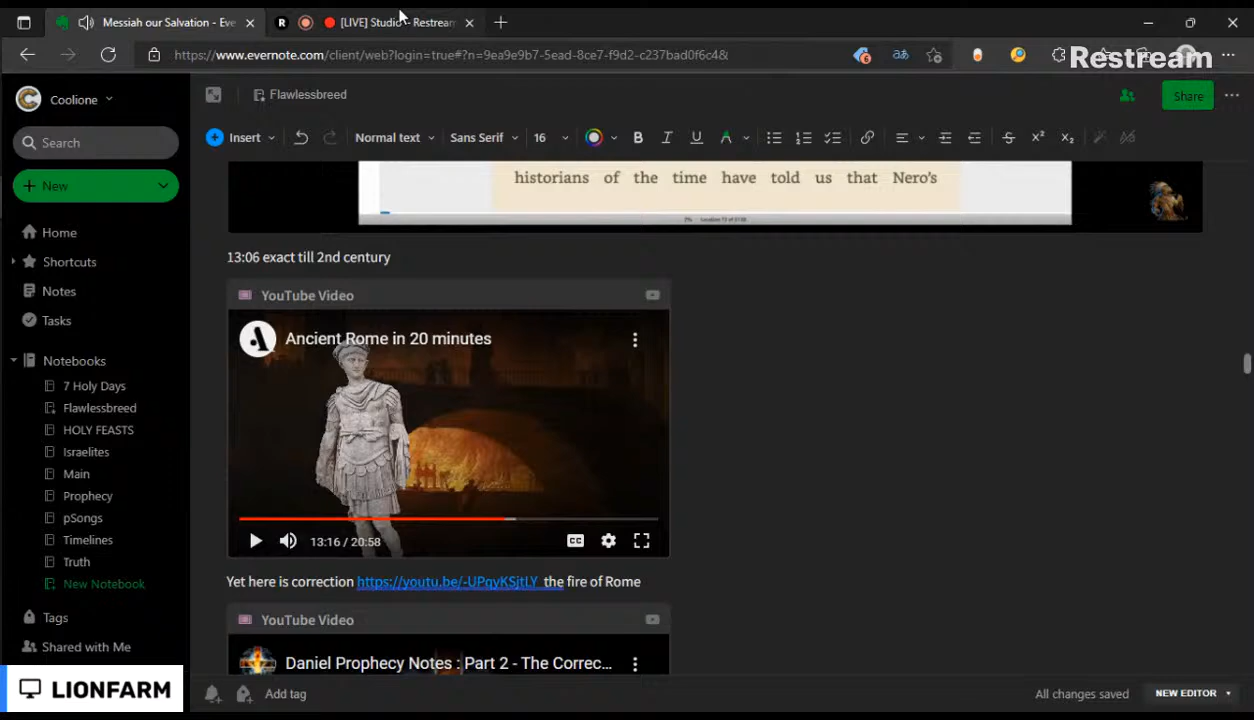 Messiah our Salvation - Eve
[LIVE] Studi - Restream
https://www.evernote.com/client/web?login=true#?n=9ea9e9b7-5ead-8ce7-f9d2-c237bad0f6c4&
Restream
Coolione
Flawlessbreed
Share
Search
Insert
Normal text
Sans Serif
16
New
historians of the time have told us that Nero's
Home
Shortcuts
Notes
Tasks
Notebooks
7 Holy Days
Flawlessbreed
HOLY FEASTS
Israelites
Main
Prophecy
pSongs
Timelines
Truth
New Notebook
Tags
Shared with Me
LIONFARM
13:06 exact till 2nd century
YouTube Video
Ancient Rome in 20 minutes
13:16 / 20:58
CC
Yet here is correction https://youtu.be/-UPqyKSjtLY the fire of Rome
YouTube Video
Daniel Prophecy Notes : Part 2 - The Correc...
Add tag
All changes saved
NEW EDITOR